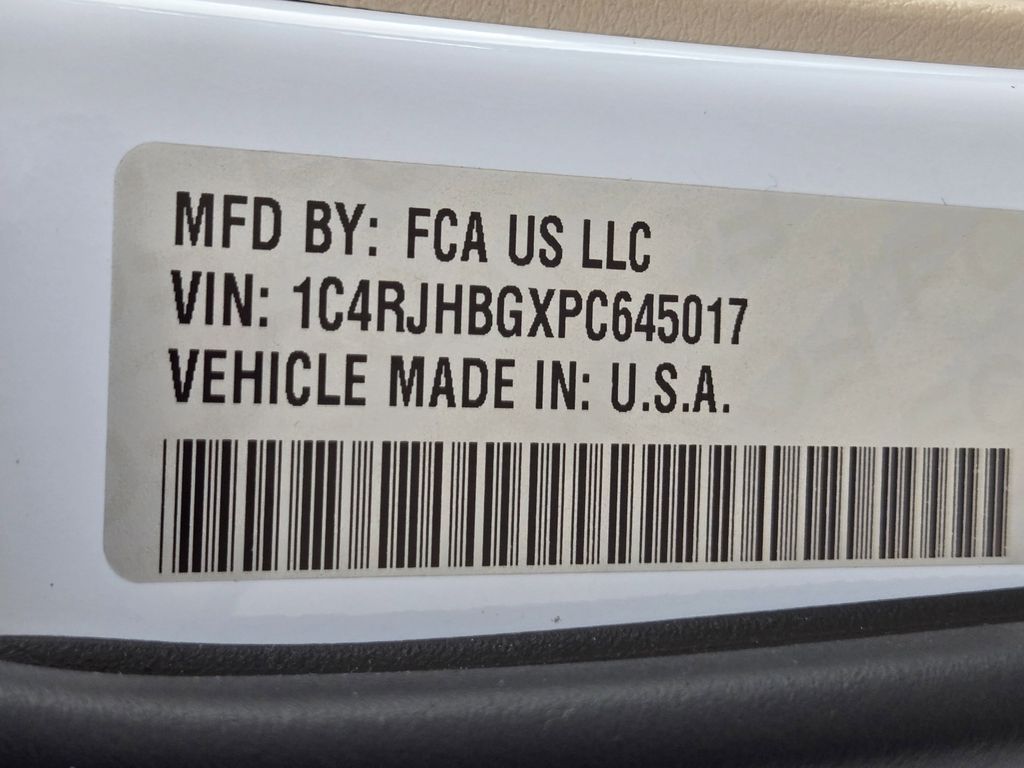 MFD BY: FCA US LLC
VIN: 1C4RJHBGXPC645017
VEHICLE MADE IN: U.S.A.